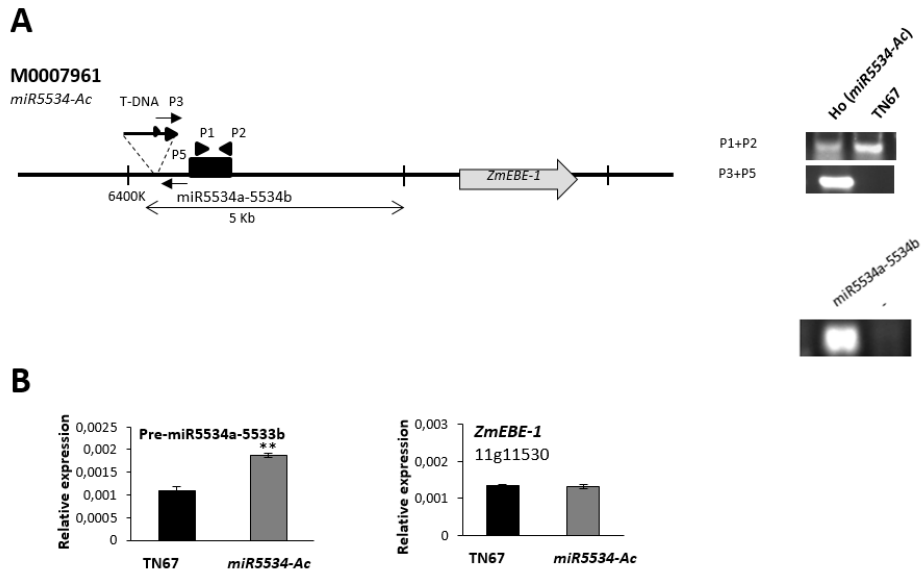 A
M0007961
miR5534-Ac
T-DNA P3
P1 P2
P5
6400K
miR5534a-5534b
5 Kb
ZmEBE-1
Ho (miR5534-Ac)
TN67
P1+P2
P3+P5
miR5534a-5534b
-
B
Relative expression
0,0025
0,002
0,001
0,001
0,0005
0
Pre-miR5534a-5533b
**
TN67
miR5534-Ac
Relative expression
0,003
0,002
0,001
0
ZmEBE-1
11g11530
TN67
miR5534-Ac